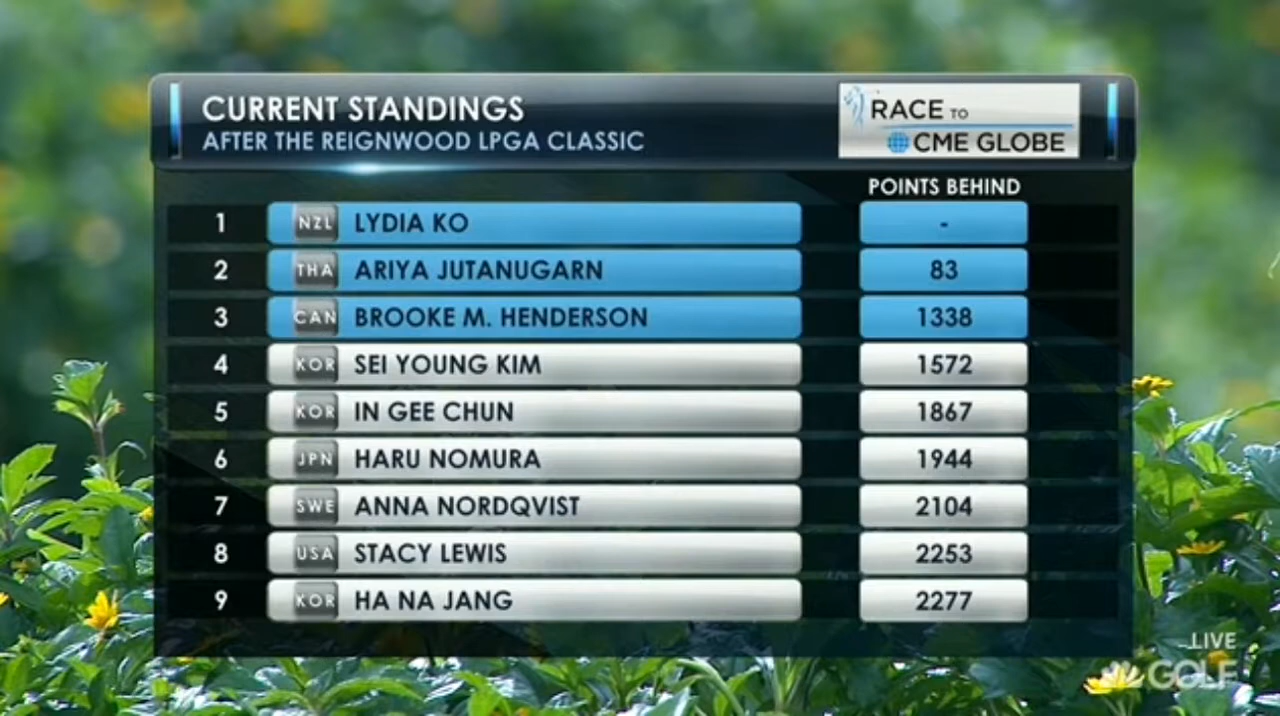 CURRENT STANDINGS
AFTER THE REIGNWOOD LPGA CLASSIC
RACE TO
CME GLOBE
POINTS BEHIND
1 NZL LYDIA KO -
2 THA ARIYA JUTANUGARN 83
3 CAN BROOKE M. HENDERSON 1338
4 KOR SEI YOUNG KIM 1572
5 KOR IN GEE CHUN 1867
6 JPN HARU NOMURA 1944
7 SWE ANNA NORDQVIST 2104
8 USA STACY LEWIS 2253
9 KOR HA NA JANG 2277
LIVE
GOLF